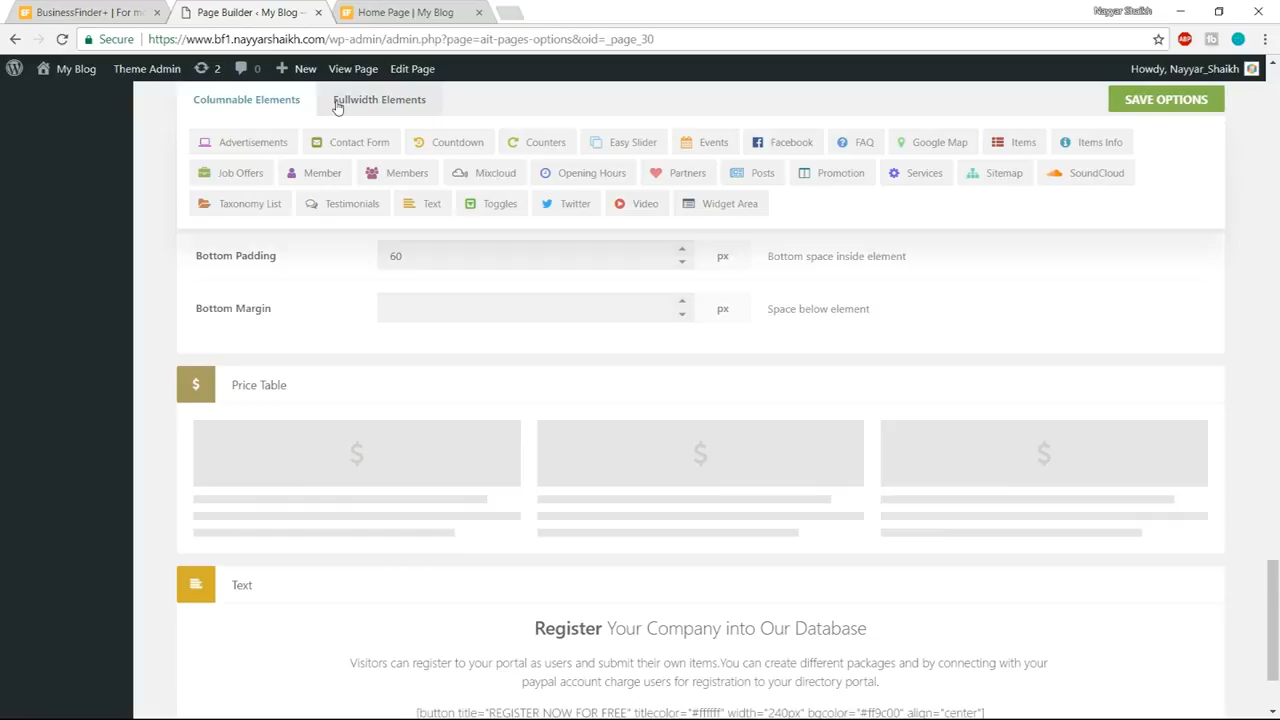 BusinessFinder+ | For m
Page Builder ‹ My Blog —
Home Page | My Blog
Nayyar Shaikh
Secure
https://www.bf1.nayyarshaikh.com/wp-admin/admin.php?page=ait-pages-options&oid=_page_30
ABP
My Blog
Theme Admin
2
0
New
View Page
Edit Page
Howdy, Nayyar_Shaikh
Columnable Elements
Fullwidth Elements
SAVE OPTIONS
Advertisements
Contact Form
Countdown
Counters
Easy Slider
Events
Facebook
FAQ
Google Map
Items
Items Info
Job Offers
Member
Members
Mixcloud
Opening Hours
Partners
Posts
Promotion
Services
Sitemap
SoundCloud
Taxonomy List
Testimonials
Text
Toggles
Twitter
Video
Widget Area
Bottom Padding
60
px
Bottom space inside element
Bottom Margin
px
Space below element
$
Price Table
$
$
$
Text
Register Your Company into Our Database
Visitors can register to your portal as users and submit their own items.You can create different packages and by connecting with your
paypal account charge users for registration to your directory portal.
[button title="REGISTER NOW FOR FREE" titlecolor="#ffffff" width="240px" bgcolor="#ff9c00" align="center"]